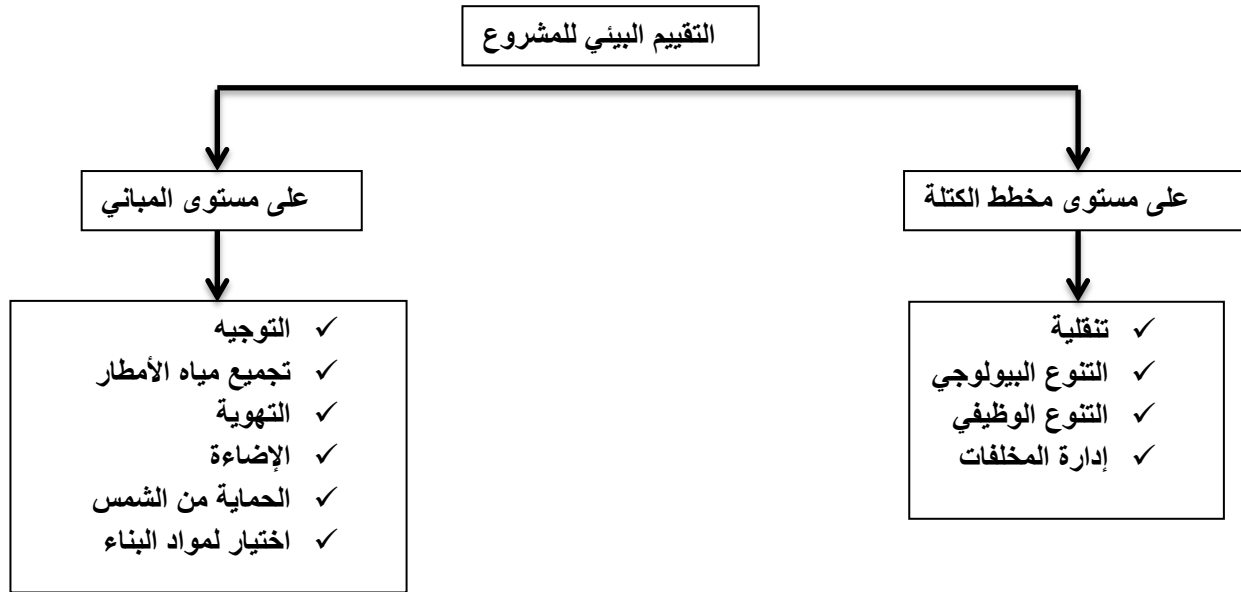 التقييم البيئي للمشروع
على مستوى مخطط الكتلة
على مستوى المباني
✓ تنقلية
✓ التنوع البيولوجي
✓ التنوع الوظيفي
✓ إدارة المخلفات
✓ التوجيه
✓ تجميع مياه الأمطار
✓ التهوية
✓ الإضاءة
✓ الحماية من الشمس
✓ اختيار لمواد البناء